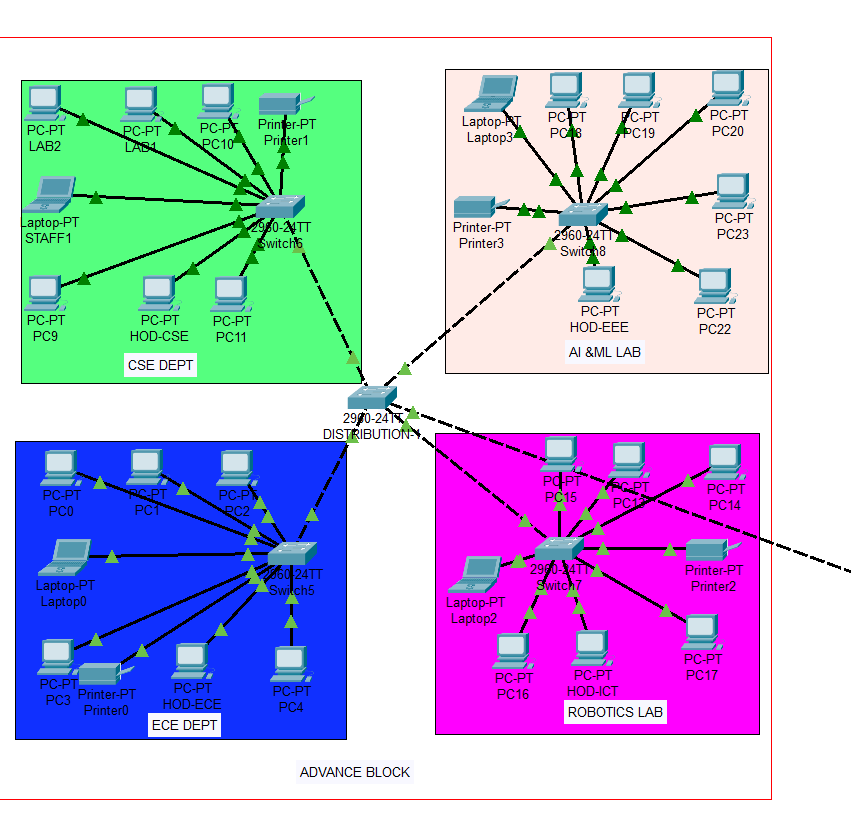 PC-PT
LAB2
PC-PT
LAB1
PC-PT
PC10
Printer-PT
Printer1
Laptop-PT
STAFF1
2960-24TT
Switch6
PC-PT
PC9
PC-PT
HOD-CSE
PC-PT
PC11
CSE DEPT
Laptop-PT
Laptop3
PC-PT
PC18
PC-PT
PC19
PC-PT
PC20
Printer-PT
Printer3
2960-24TT
Switch8
PC-PT
PC23
PC-PT
HOD-EEE
PC-PT
PC22
AI &ML LAB
2960-24TT
DISTRIBUTION-1
PC-PT
PC0
PC-PT
PC1
PC-PT
PC2
Laptop-PT
Laptop0
2960-24TT
Switch5
PC-PT
PC3
Printer-PT
Printer0
PC-PT
HOD-ECE
PC-PT
PC4
ECE DEPT
PC-PT
PC15
PC-PT
PC-PT
PC14
2960-24TT
Switch7
Printer-PT
Printer2
Laptop-PT
Laptop2
PC-PT
PC16
PC-PT
HOD-ICT
PC-PT
PC17
ROBOTICS LAB
ADVANCE BLOCK